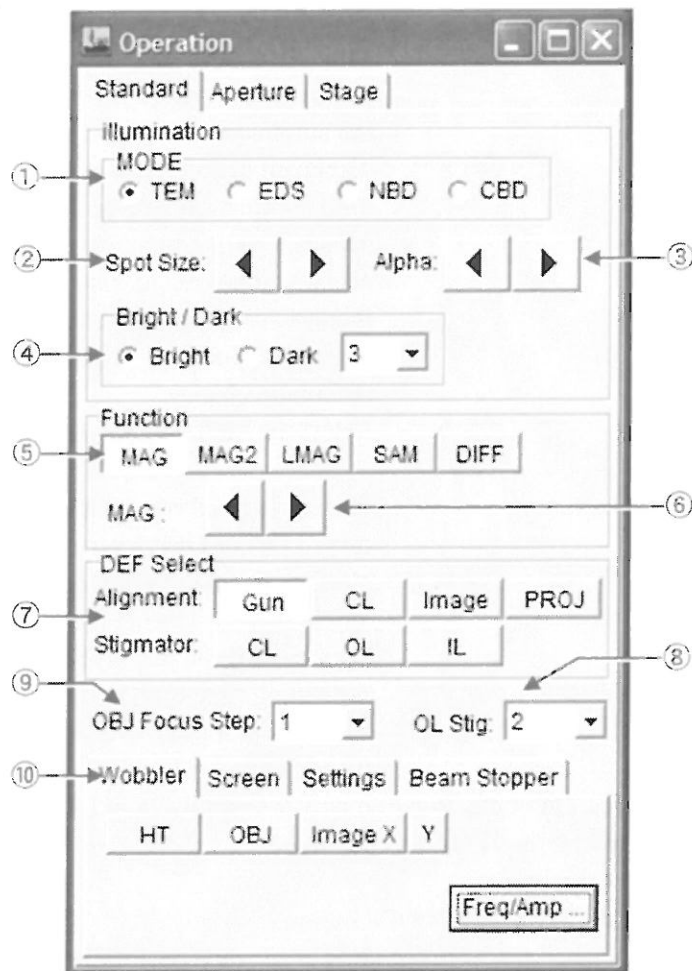 Operation
Standard Aperture Stage
illumination
MODE
① TEM EDS NBD CBD
② Spot Size: Alpha: ③
Bright / Dark
④ Bright Dark 3
Function
⑤ MAG MAG2 LMAG SAM DIFF
MAG : ⑥
DEF Select
Alignment: Gun CL Image PROJ
⑦
Stigmator: CL OL IL
⑨ ⑧
OBJ Focus Step: 1 OL Stig: 2
⑩ Wobbler Screen Settings Beam Stopper
HT OBJ Image X Y
Freq/Amp ...